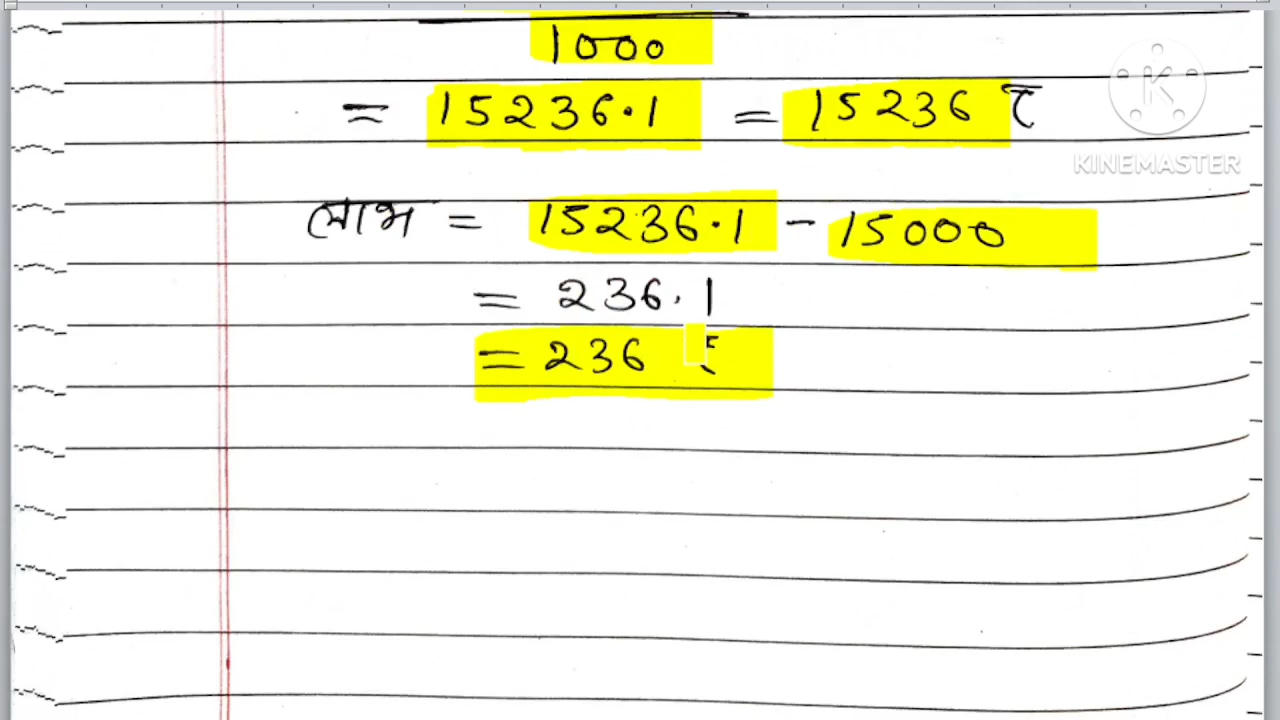 1000
= 15236.1 = 15236 ₹
KINEMASTER
লাভ = 15236.1 - 15000
= 236.1
= 236 ₹